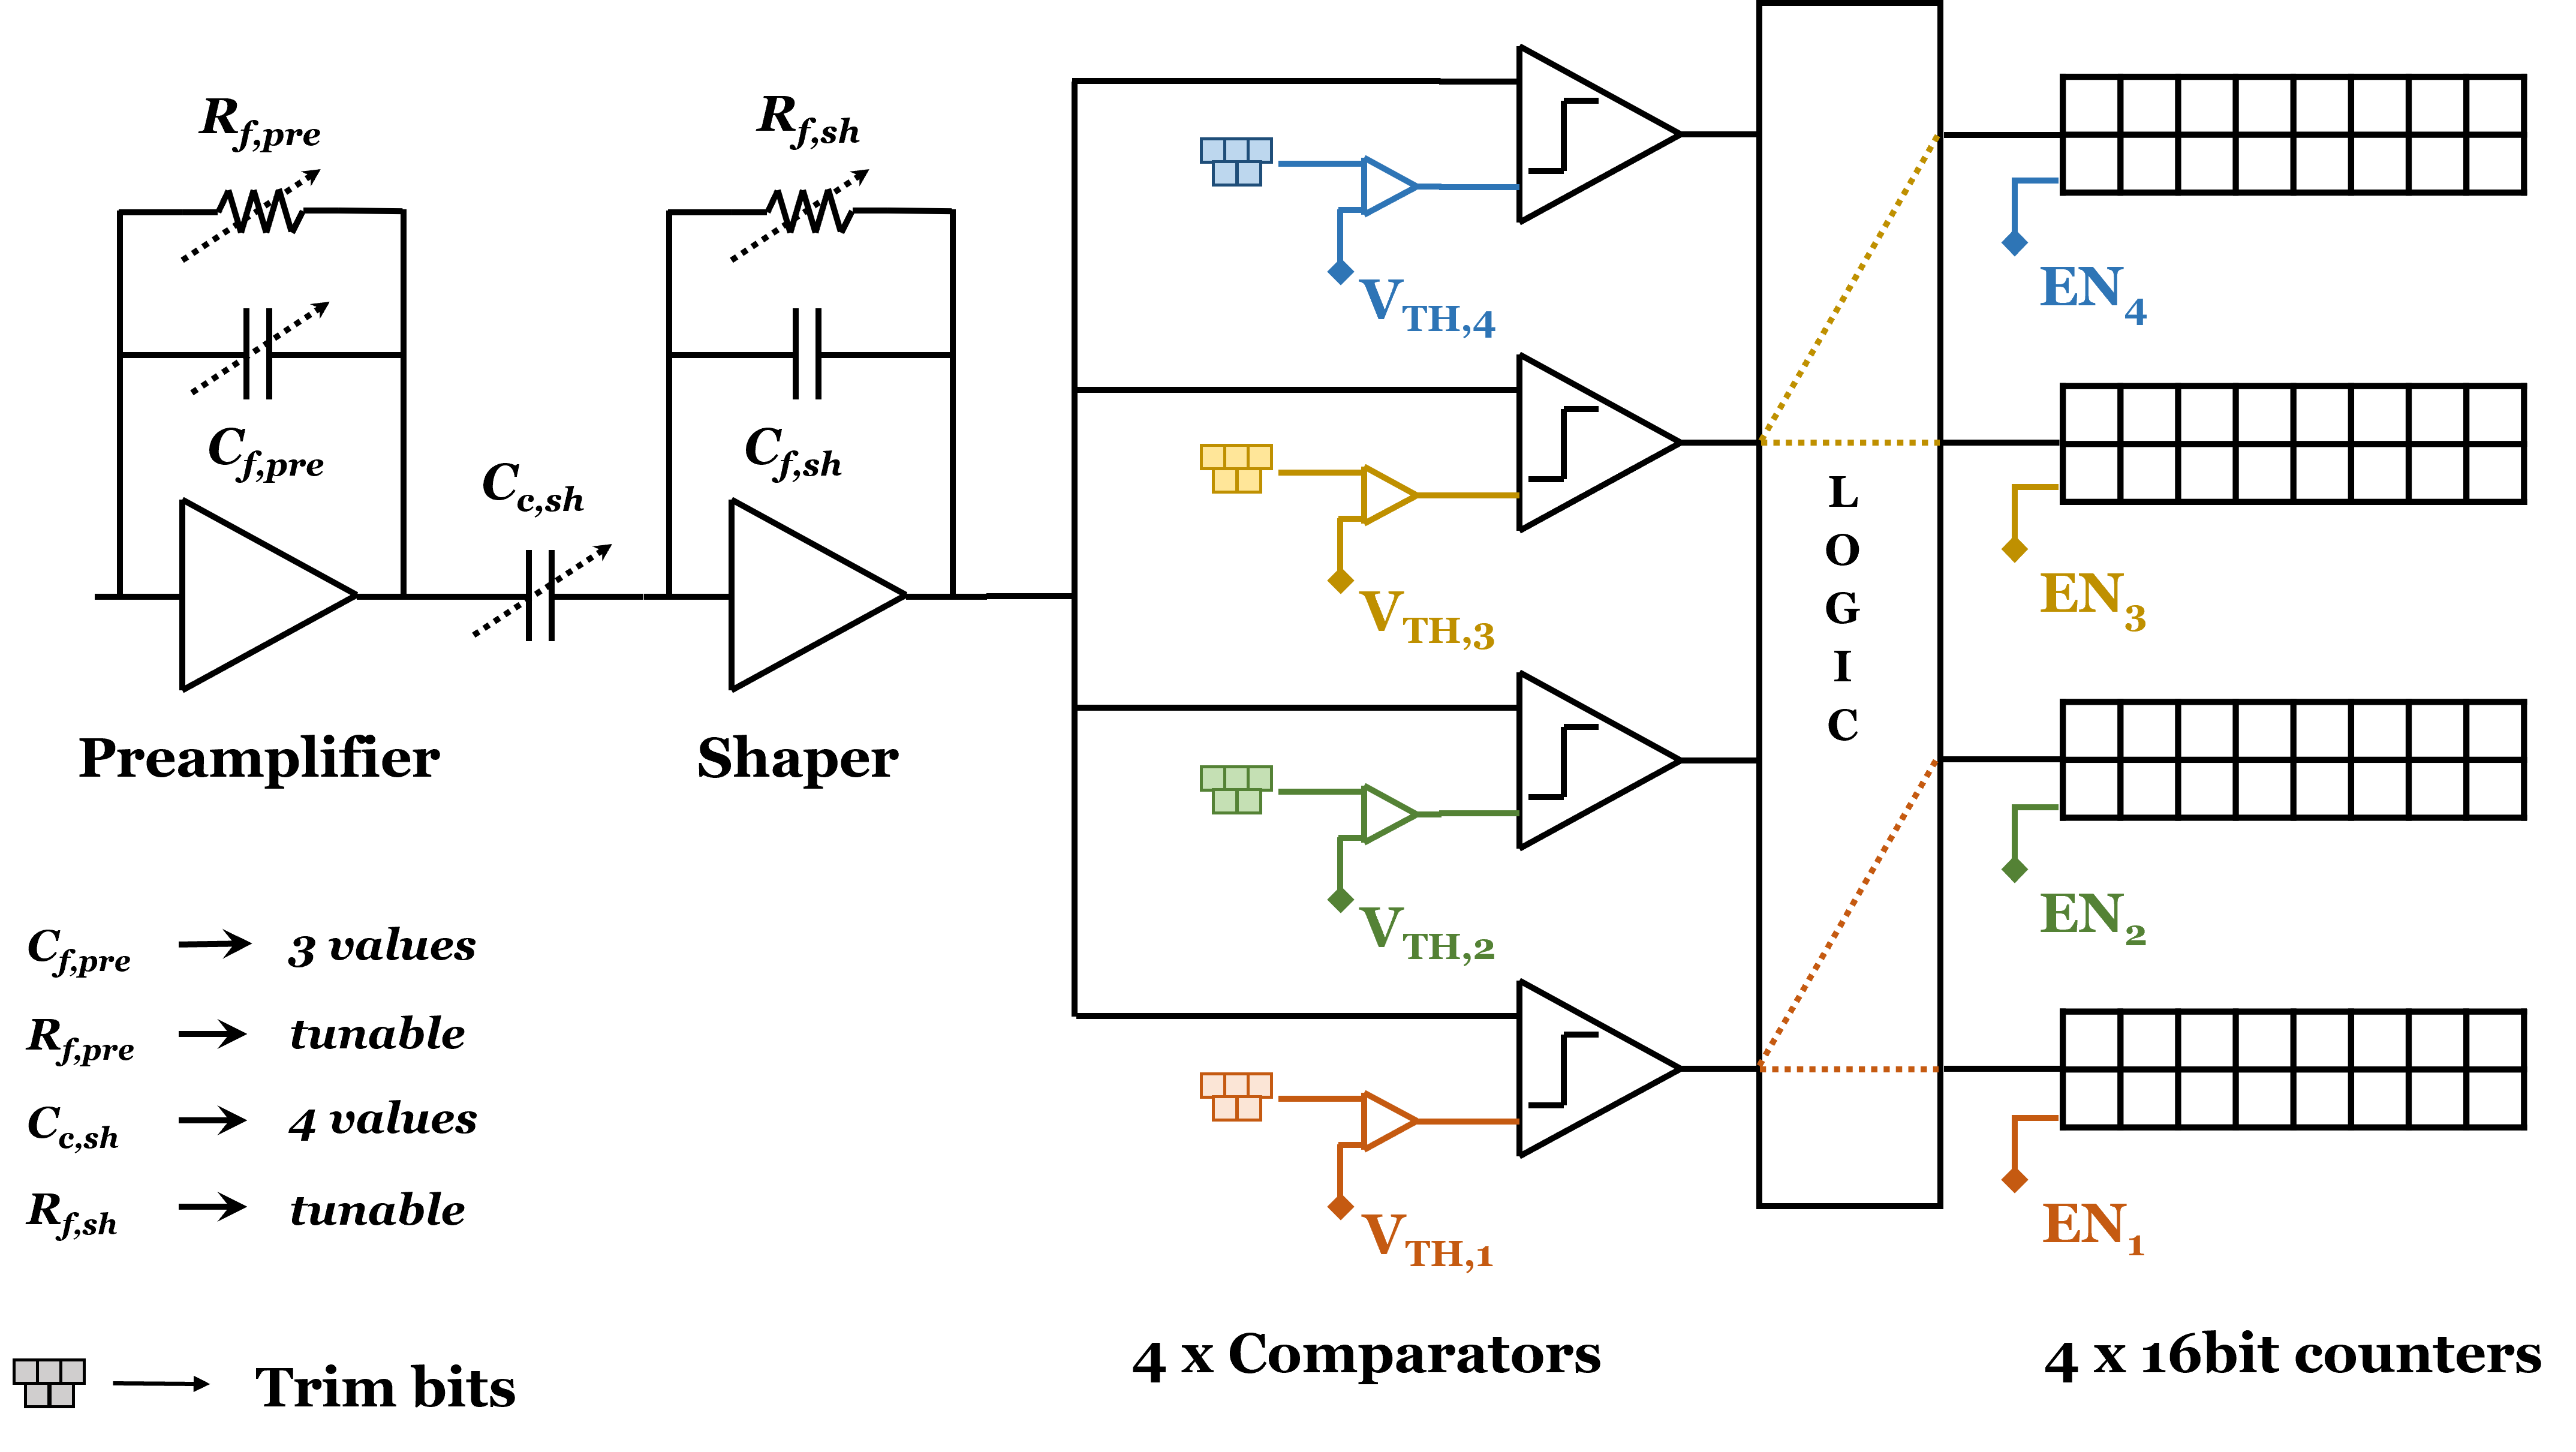 R_f,pre
R_f,sh
C_f,pre
C_f,sh
C_c,sh
Preamplifier
Shaper
V_TH,4
V_TH,3
V_TH,2
V_TH,1
L
O
G
I
C
EN_4
EN_3
EN_2
EN_1
C_f,pre → 3 values
R_f,pre → tunable
C_c,sh → 4 values
R_f,sh → tunable
→ Trim bits
4 x Comparators
4 x 16bit counters